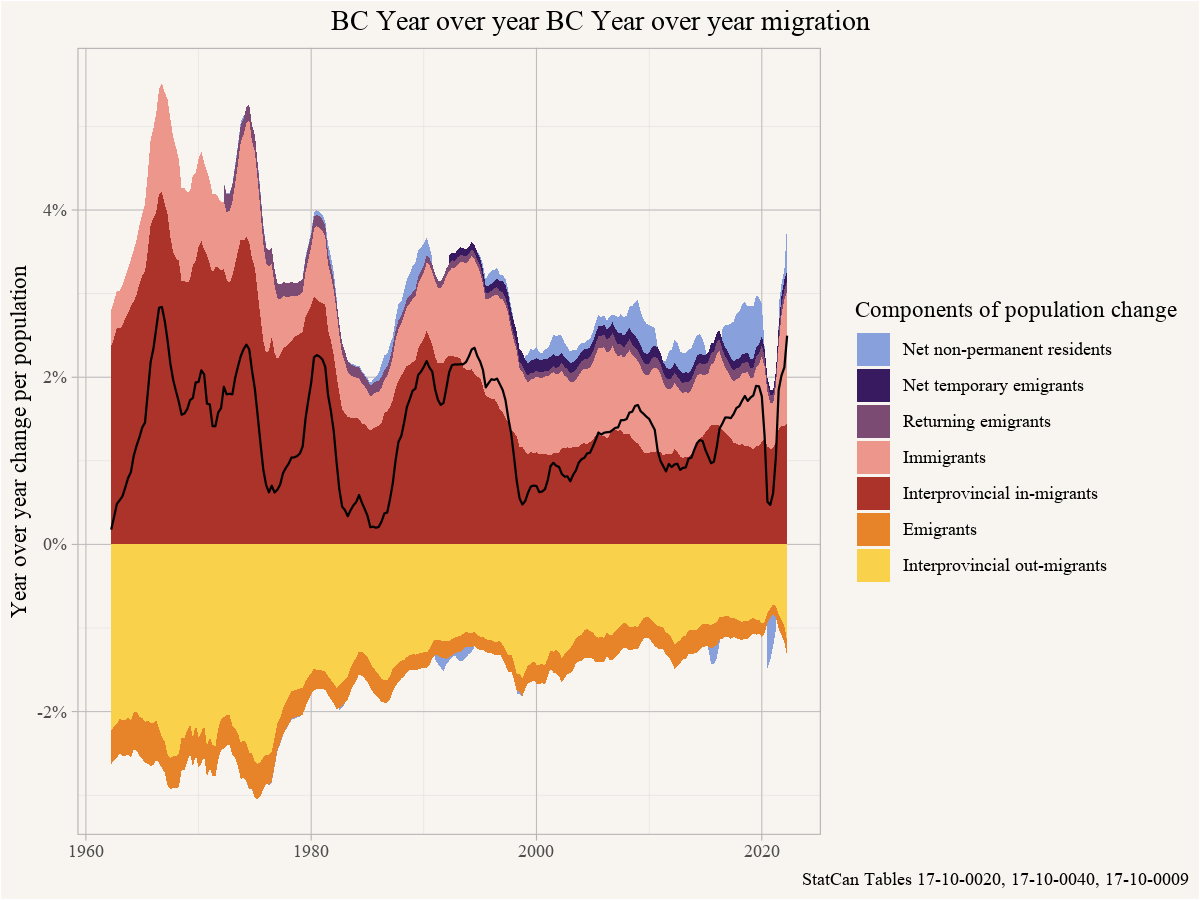 BC Year over year BC Year over year migration
Year over year change per population
4%
2%
0%
-2%
1960
1980
2000
2020
Components of population change
Net non-permanent residents
Net temporary emigrants
Returning emigrants
Immigrants
Interprovincial in-migrants
Emigrants
Interprovincial out-migrants
StatCan Tables 17-10-0020, 17-10-0040, 17-10-0009